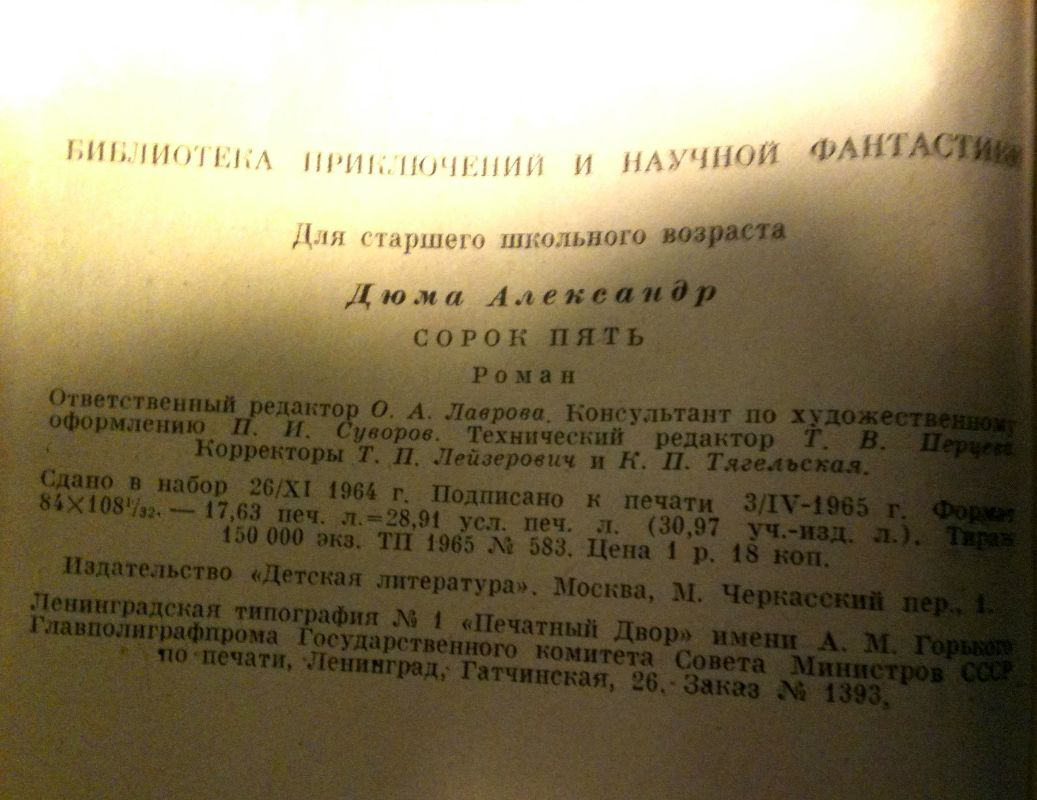 БИБЛИОТЕКА ПРИКЛЮЧЕНИЙ И НАУЧНОЙ ФАНТАСТИКИ
Для старшего школьного возраста
Дюма Александр
СОРОК ПЯТЬ
Роман
Ответственный редактор О. А. Лаврова. Консультант по художественному
оформлению П. И. Суворов. Технический редактор Т. В. Перцева.
Корректоры Т. П. Лейзерович и К. П. Тягельская.
Сдано в набор 26/XI 1964 г. Подписано к печати 3/IV-1965 г. Формат
84×108¹/₃₂. — 17,63 печ. л.=28,91 усл. печ. л. (30,97 уч.-изд. л.). Тираж
150 000 экз. ТП 1965 № 583. Цена 1 р. 18 коп.
Издательство «Детская литература». Москва, М. Черкасский пер., 1.
Ленинградская типография № 1 «Печатный Двор» имени А. М. Горького
Главполиграфпрома Государственного комитета Совета Министров СССР
по печати, Ленинград, Гатчинская, 26. Заказ № 1393.